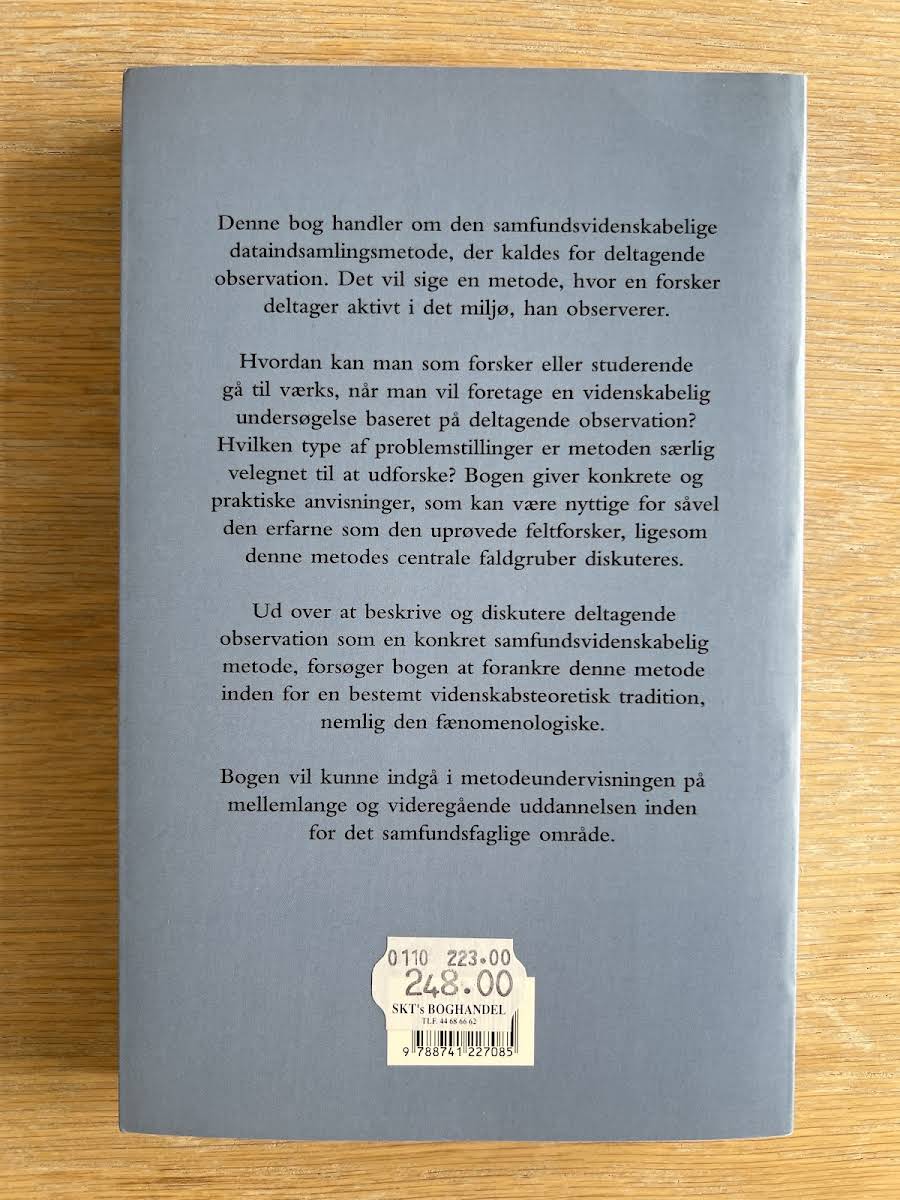 Denne bog handler om den samfundsvidenskabelige
dataindsamlingsmetode, der kaldes for deltagende
observation. Det vil sige en metode, hvor en forsker
deltager aktivt i det miljø, han observerer.
Hvordan kan man som forsker eller studerende
gå til værks, når man vil foretage en videnskabelig
undersøgelse baseret på deltagende observation?
Hvilken type af problemstillinger er metoden særlig
velegnet til at udforske? Bogen giver konkrete og
praktiske anvisninger, som kan være nyttige for såvel
den erfarne som den uprøvede feltforsker, ligesom
denne metodes centrale faldgruber diskuteres.
Ud over at beskrive og diskutere deltagende
observation som en konkret samfundsvidenskabelig
metode, forsøger bogen at forankre denne metode
inden for en bestemt videnskabsteoretisk tradition,
nemlig den fænomenologiske.
Bogen vil kunne indgå i metodeundervisningen på
mellemlange og videregående uddannelsen inden
for det samfundsfaglige område.
0110 223.00
248.00
SKT's BOGHANDEL
TLF. 44 68 66 62
9 788741 227085